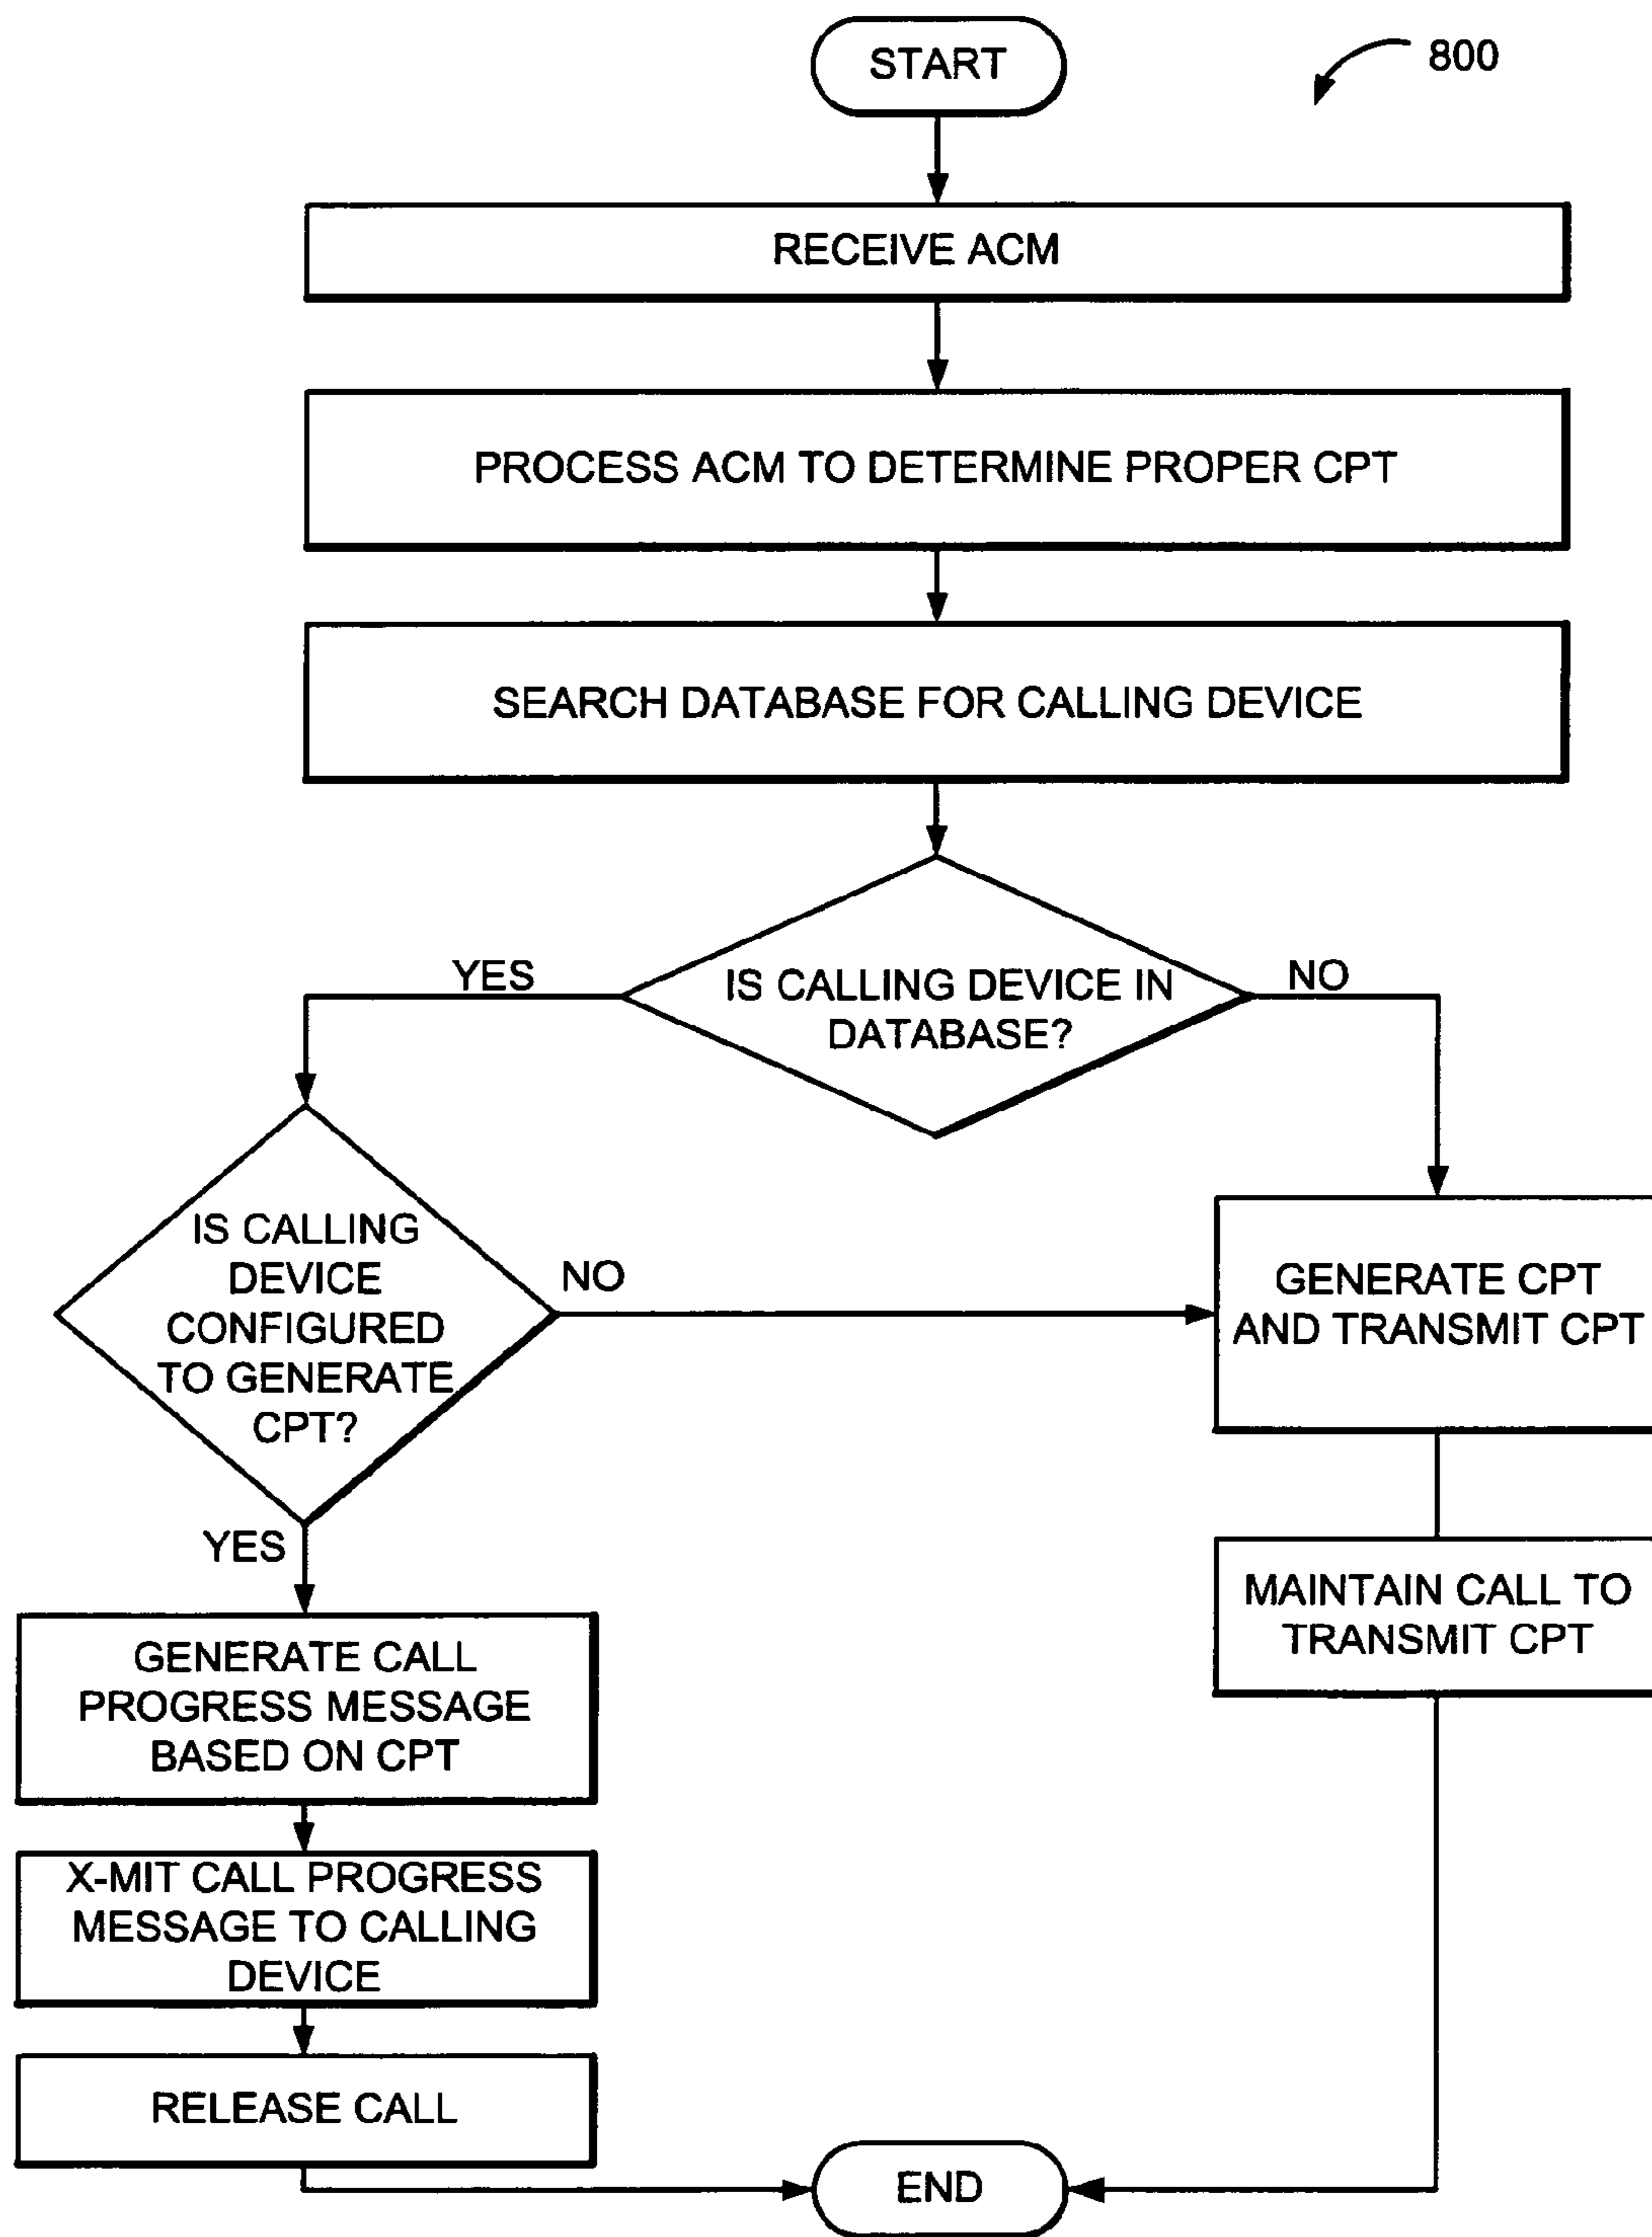 START
800
RECEIVE ACM
PROCESS ACM TO DETERMINE PROPER CPT
SEARCH DATABASE FOR CALLING DEVICE
YES
IS CALLING DEVICE IN
DATABASE?
NO
IS CALLING
DEVICE
CONFIGURED
TO GENERATE
CPT?
NO
GENERATE CPT
AND TRANSMIT CPT
YES
MAINTAIN CALL TO
TRANSMIT CPT
GENERATE CALL
PROGRESS MESSAGE
BASED ON CPT
X-MIT CALL PROGRESS
MESSAGE TO CALLING
DEVICE
RELEASE CALL
END